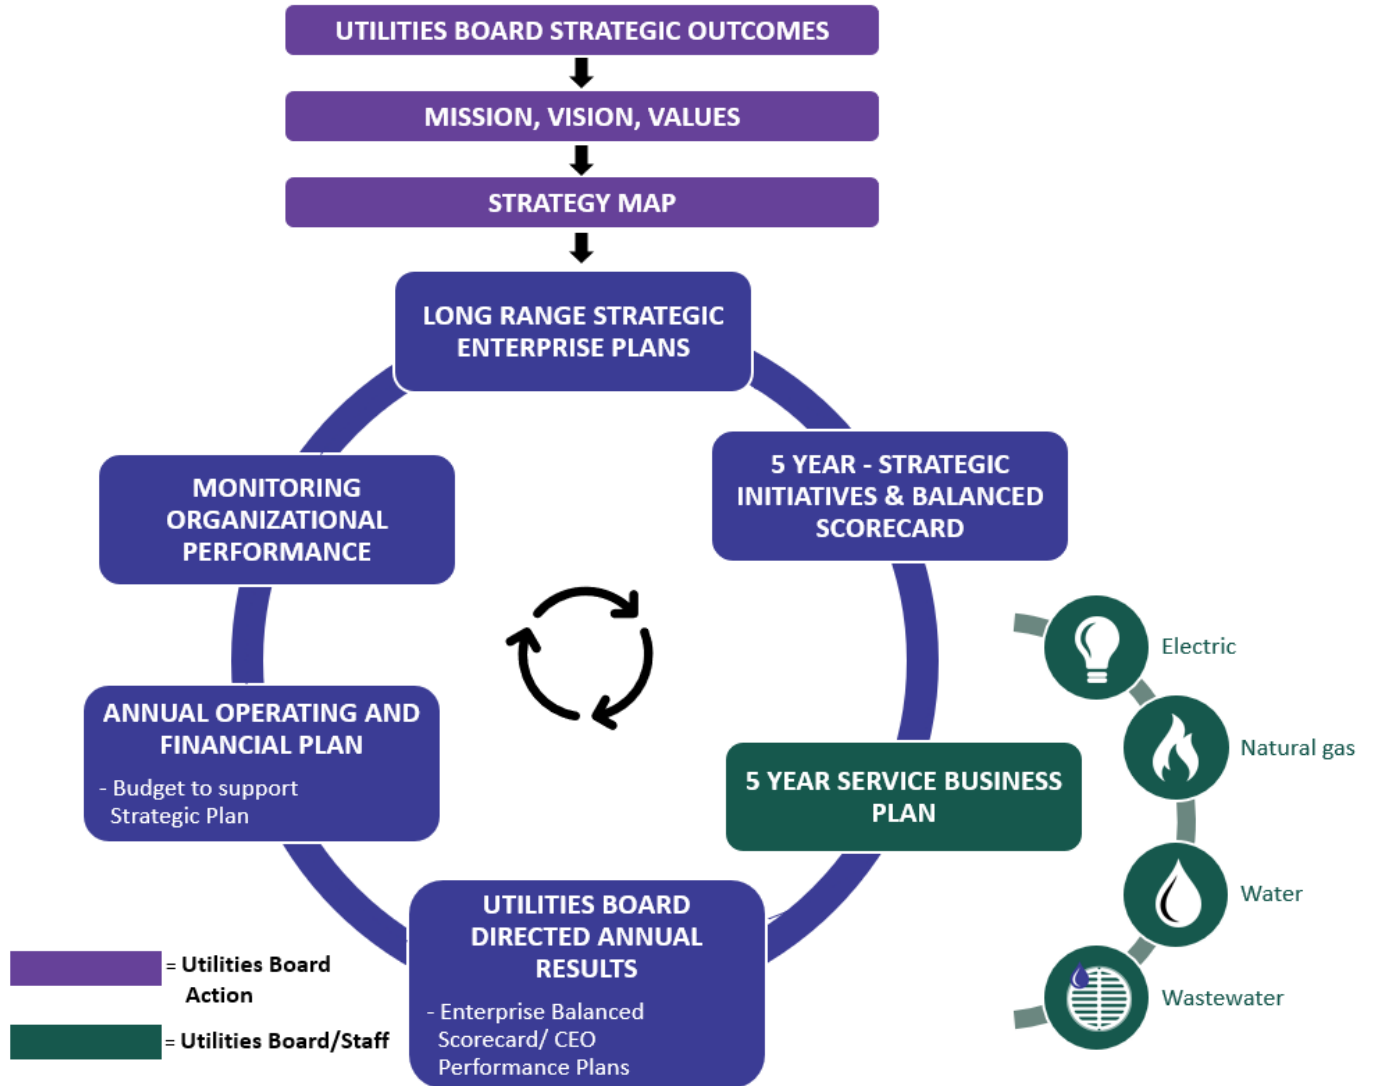 UTILITIES BOARD STRATEGIC OUTCOMES
MISSION, VISION, VALUES
STRATEGY MAP
LONG RANGE STRATEGIC
ENTERPRISE PLANS
5 YEAR - STRATEGIC
INITIATIVES & BALANCED
SCORECARD
5 YEAR SERVICE BUSINESS
PLAN
Electric
Natural gas
Water
Wastewater
UTILITIES BOARD
DIRECTED ANNUAL
RESULTS
- Enterprise Balanced
Scorecard/ CEO
Performance Plans
ANNUAL OPERATING AND
FINANCIAL PLAN
- Budget to support
Strategic Plan
MONITORING
ORGANIZATIONAL
PERFORMANCE
= Utilities Board
Action
= Utilities Board/Staff